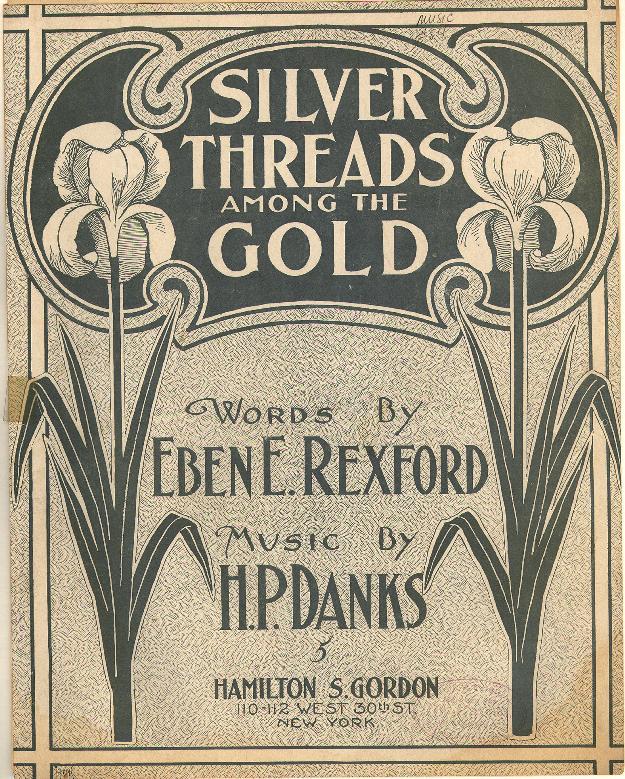 MUSIC
SILVER
THREADS
AMONG THE
GOLD
WORDS BY
EBEN E. REXFORD
MUSIC BY
H.P. DANKS
5
HAMILTON S. GORDON
110-112 WEST 30th ST.
NEW YORK